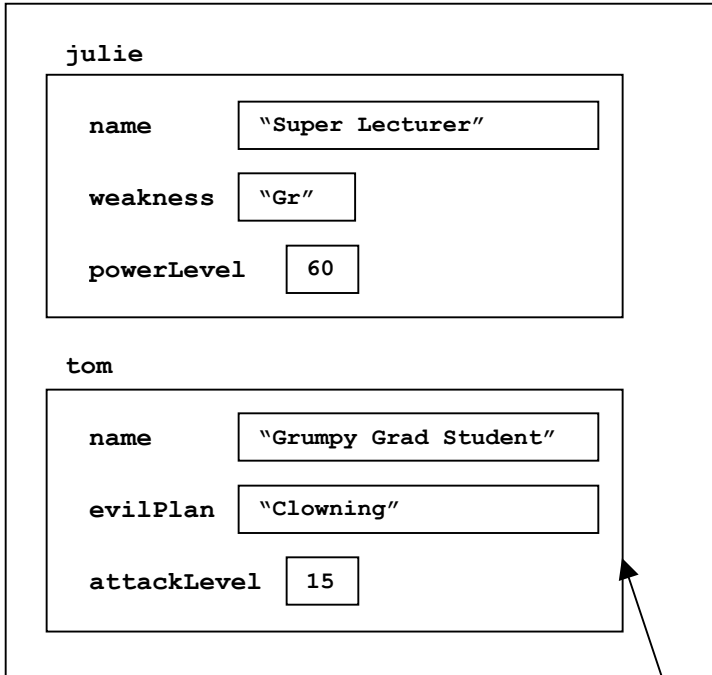 julie
name “Super Lecturer”
weakness “Gr”
powerLevel 60
tom
name “Grumpy Grad Student”
evilPlan “Clowning”
attackLevel 15